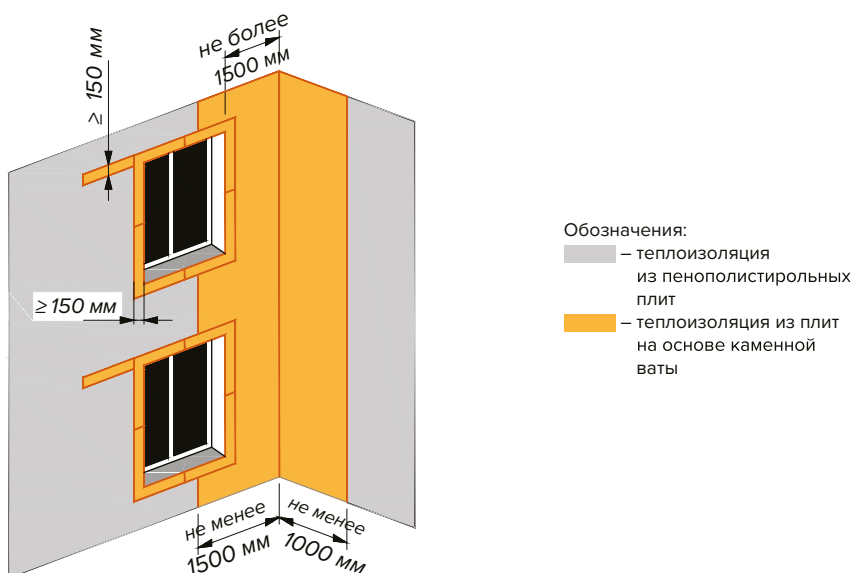 не более
1500 мм
≥ 150 мм
≥ 150 мм
не менее
1500 мм
не менее
1000 мм
Обозначения:
– теплоизоляция
из пенополистирольных
плит
– теплоизоляция из плит
на основе каменной
ваты